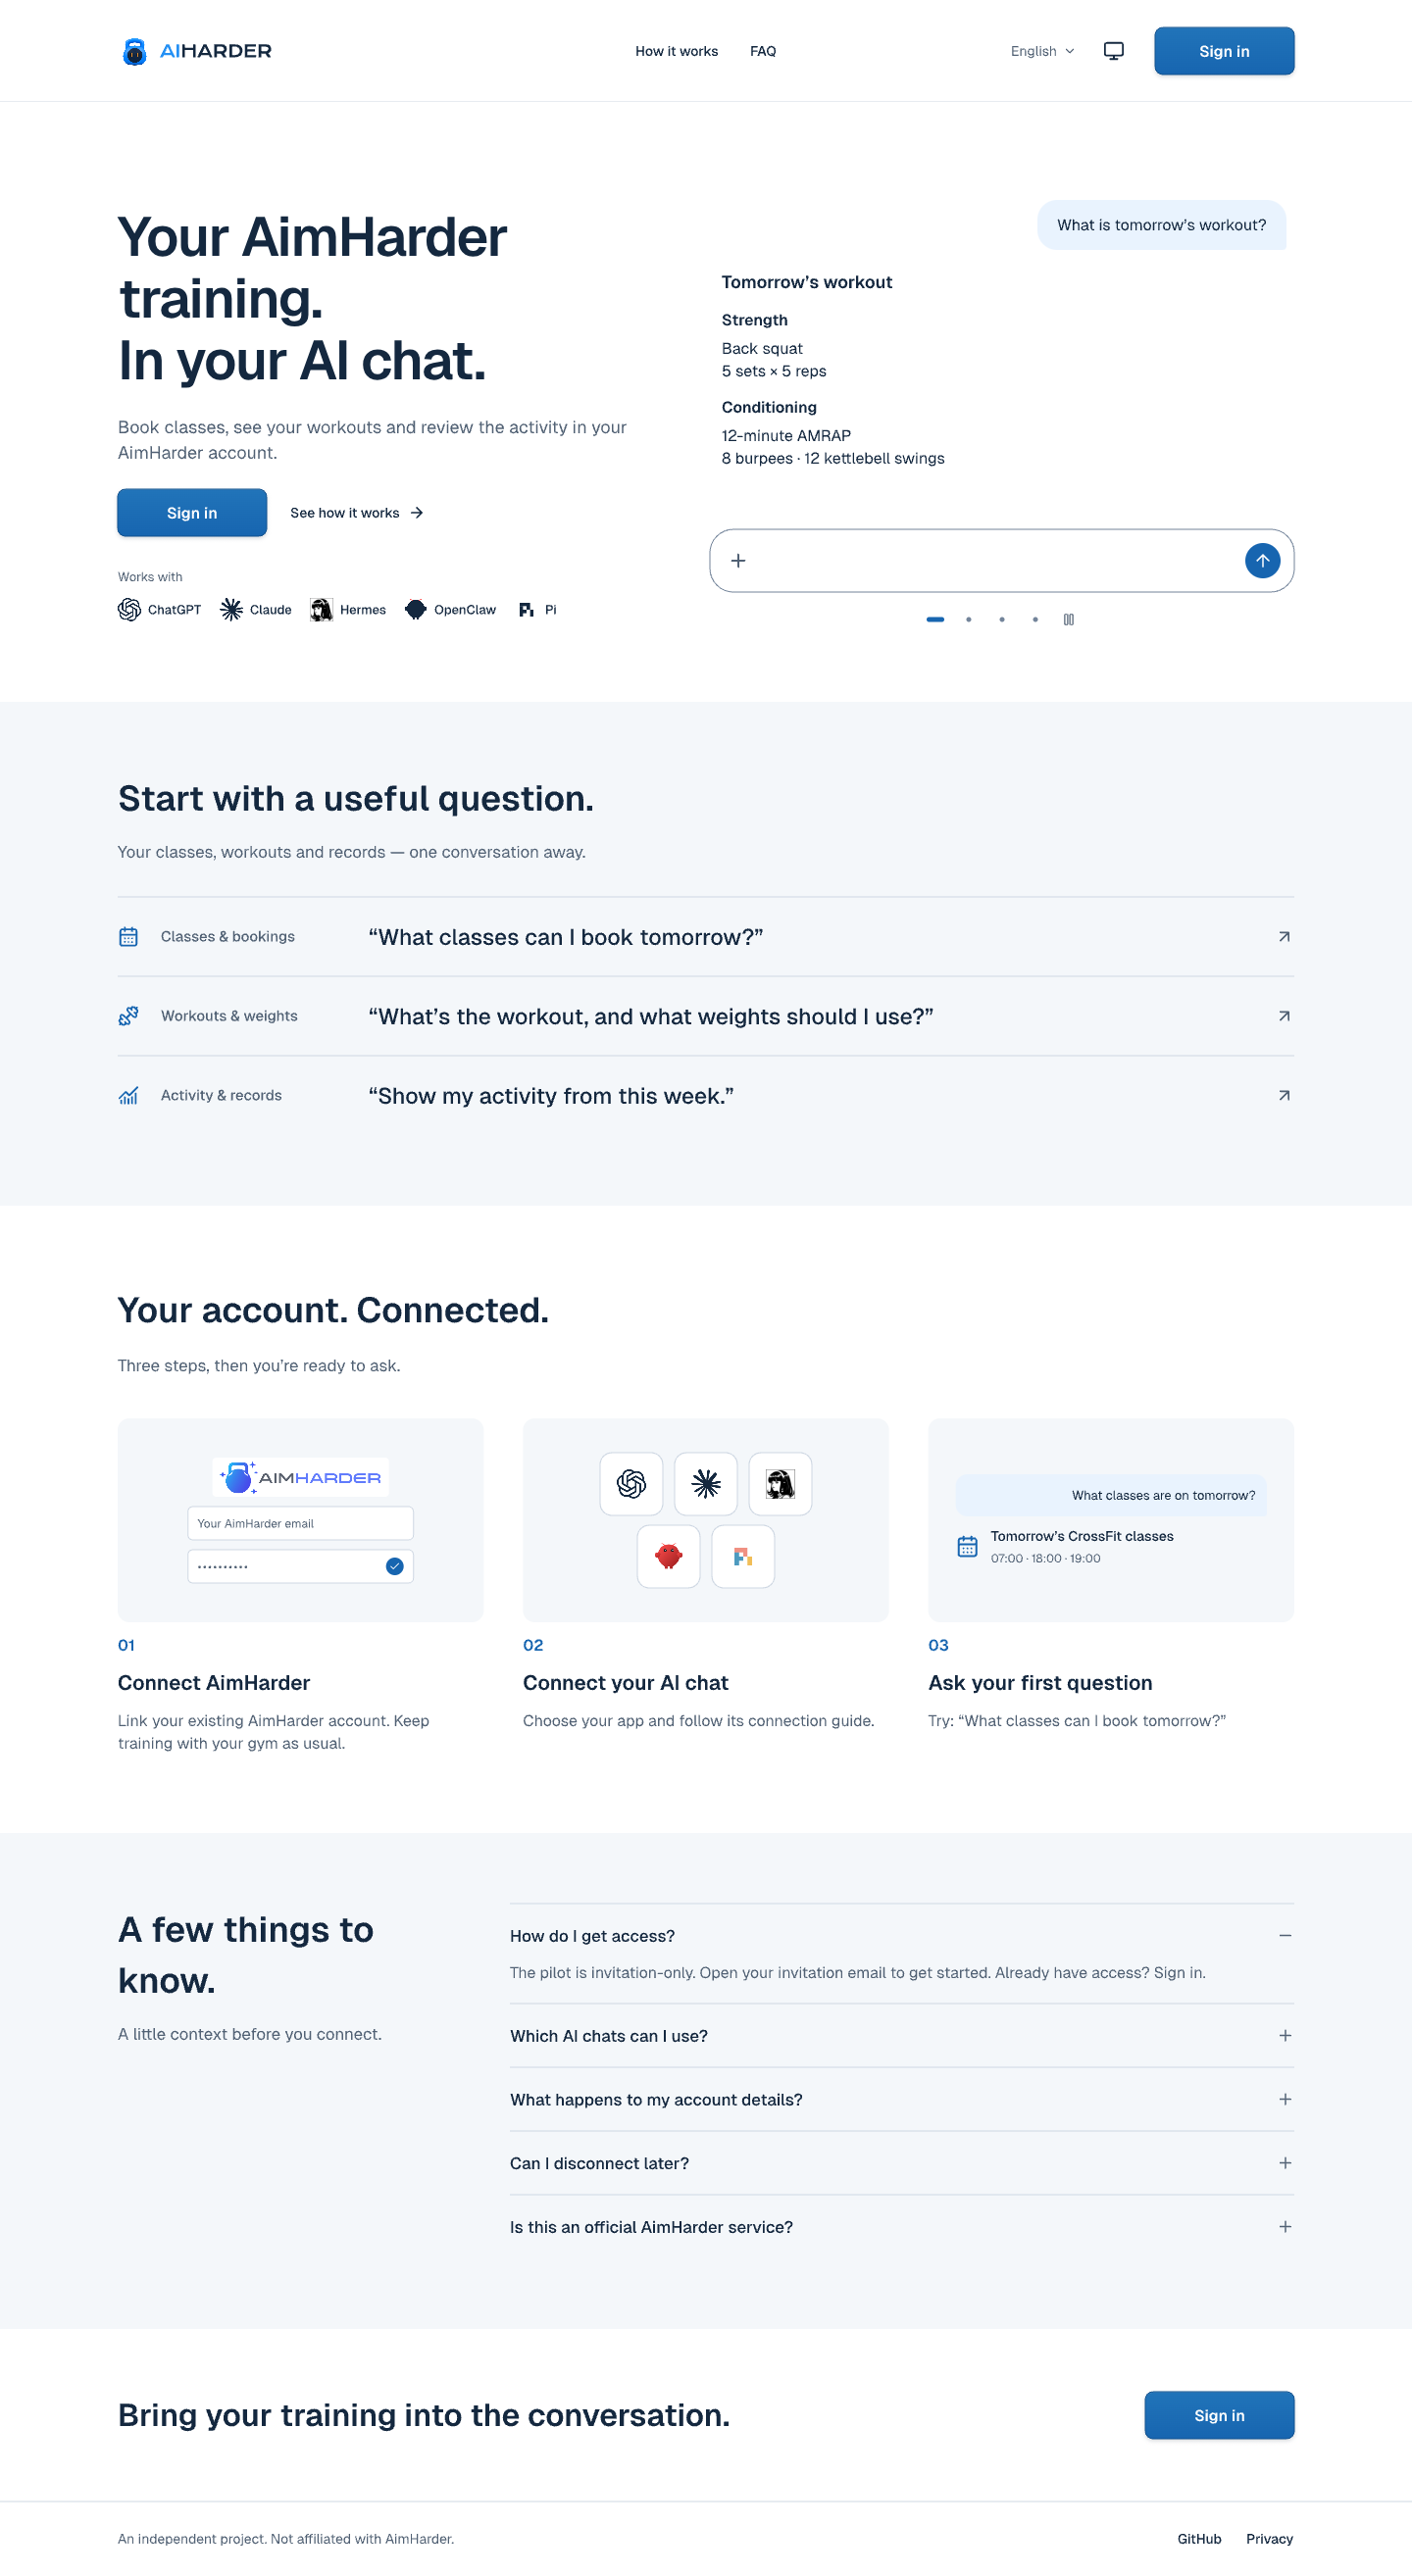 AIHARDER
How it works
FAQ
English
Sign in
Your AimHarder
training.
In your AI chat.
Book classes, see your workouts and review the activity in your
AimHarder account.
Sign in
See how it works
Works with
ChatGPT
Claude
Hermes
OpenClaw
Pi
What is tomorrow’s workout?
Tomorrow’s workout
Strength
Back squat
5 sets × 5 reps
Conditioning
12-minute AMRAP
8 burpees · 12 kettlebell swings
Start with a useful question.
Your classes, workouts and records — one conversation away.
Classes & bookings
“What classes can I book tomorrow?”
Workouts & weights
“What’s the workout, and what weights should I use?”
Activity & records
“Show my activity from this week.”
Your account. Connected.
Three steps, then you’re ready to ask.
AIMHARDER
Your AimHarder email
01
Connect AimHarder
Link your existing AimHarder account. Keep
training with your gym as usual.
02
Connect your AI chat
Choose your app and follow its connection guide.
What classes are on tomorrow?
Tomorrow’s CrossFit classes
07:00 · 18:00 · 19:00
03
Ask your first question
Try: “What classes can I book tomorrow?”
A few things to
know.
A little context before you connect.
How do I get access?
The pilot is invitation-only. Open your invitation email to get started. Already have access? Sign in.
Which AI chats can I use?
What happens to my account details?
Can I disconnect later?
Is this an official AimHarder service?
Bring your training into the conversation.
Sign in
An independent project. Not affiliated with AimHarder.
GitHub
Privacy